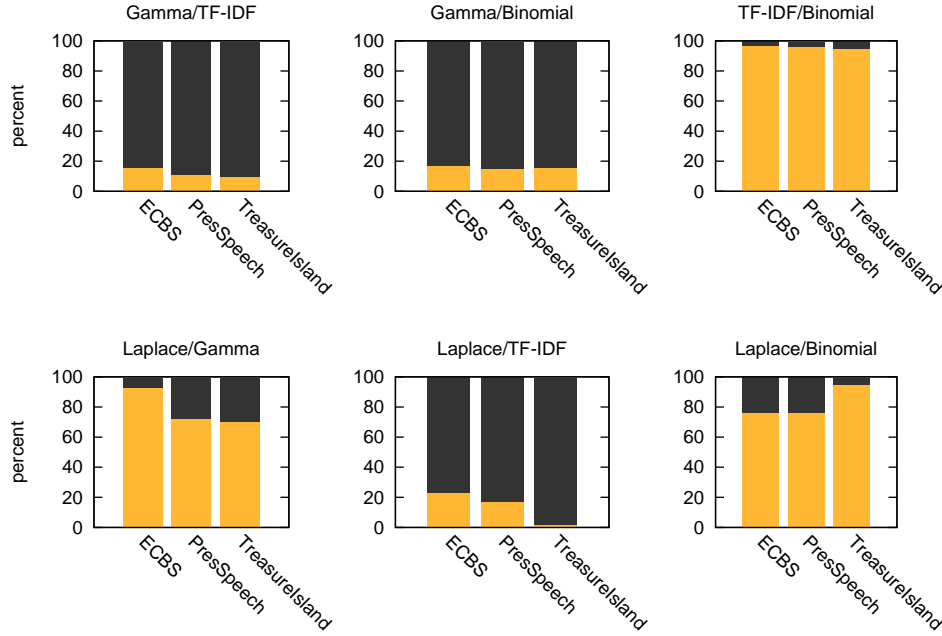 Gamma/TF-IDF
Gamma/Binomial
TF-IDF/Binomial
percent
100
80
60
40
20
0
ECBS
PresSpeech
TreasureIsland
100
80
60
40
20
0
ECBS
PresSpeech
TreasureIsland
100
80
60
40
20
0
ECBS
PresSpeech
TreasureIsland
Laplace/Gamma
Laplace/TF-IDF
Laplace/Binomial
percent
100
80
60
40
20
0
ECBS
PresSpeech
TreasureIsland
100
80
60
40
20
0
ECBS
PresSpeech
TreasureIsland
100
80
60
40
20
0
ECBS
PresSpeech
TreasureIsland